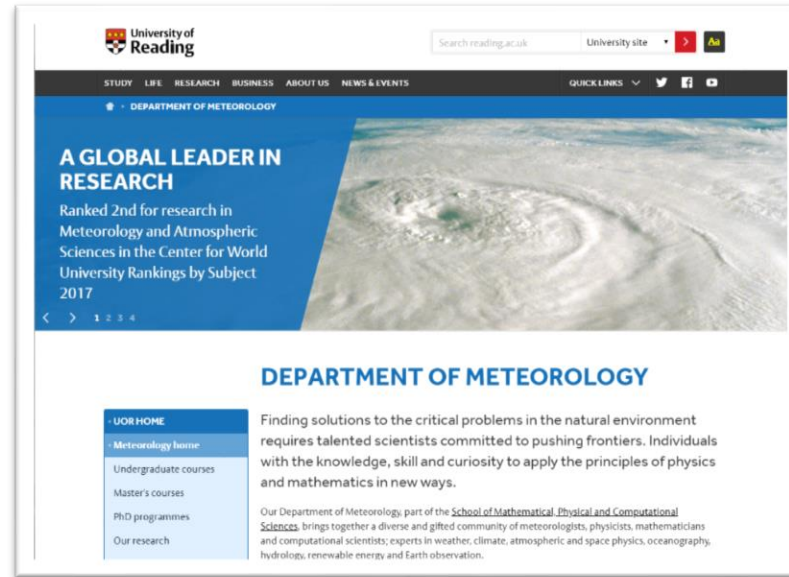 University of
Reading
Search reading.ac.uk
University site
Aa
STUDY LIFE RESEARCH BUSINESS ABOUT US NEWS & EVENTS
QUICK LINKS
DEPARTMENT OF METEOROLOGY
A GLOBAL LEADER IN
RESEARCH
Ranked 2nd for research in
Meteorology and Atmospheric
Sciences in the Center for World
University Rankings by Subject
2017
1 2 3 4
DEPARTMENT OF METEOROLOGY
UOR HOME
Meteorology home
Undergraduate courses
Master's courses
PhD programmes
Our research
Finding solutions to the critical problems in the natural environment
requires talented scientists committed to pushing frontiers. Individuals
with the knowledge, skill and curiosity to apply the principles of physics
and mathematics in new ways.
Our Department of Meteorology, part of the School of Mathematical, Physical and Computational
Sciences, brings together a diverse and gifted community of meteorologists, physicists, mathematicians
and computational scientists; experts in weather, climate, atmospheric and space physics, oceanography,
hydrology, renewable energy and Earth observation.